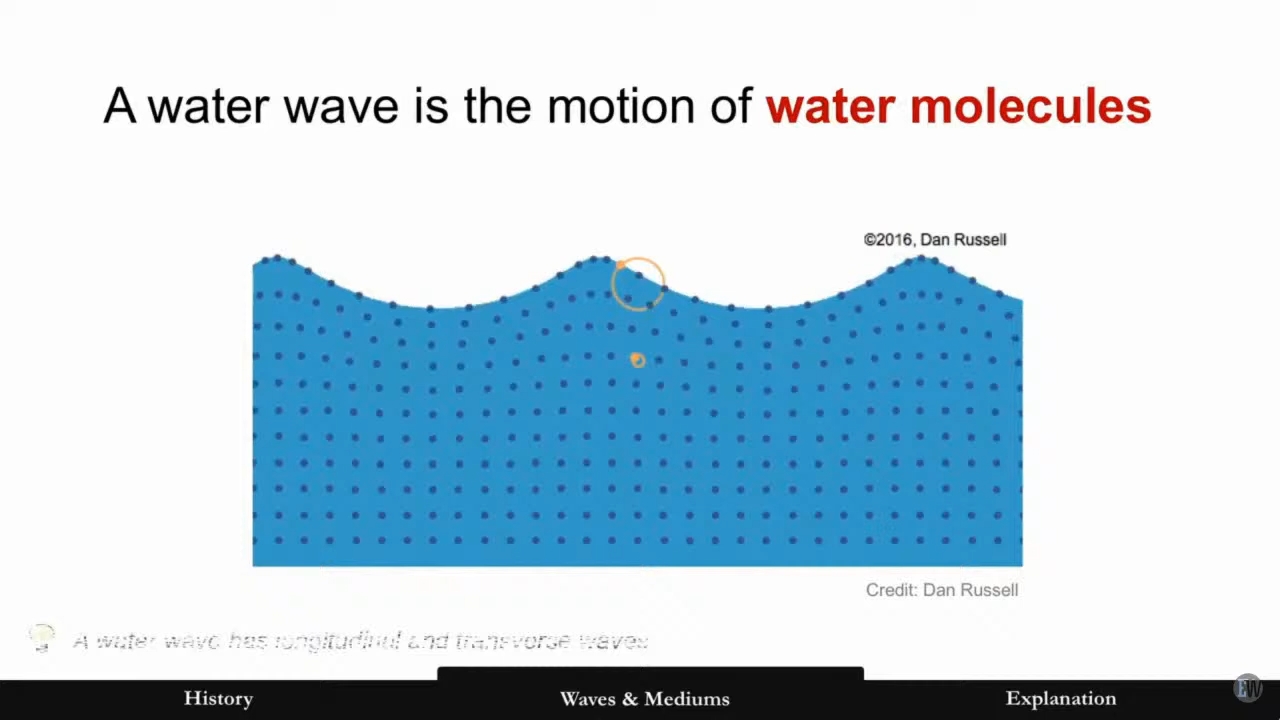 A water wave is the motion of water molecules
©2016, Dan Russell
Credit: Dan Russell
A water wave has longitudinal and transverse waves
History
Waves & Mediums
Explanation